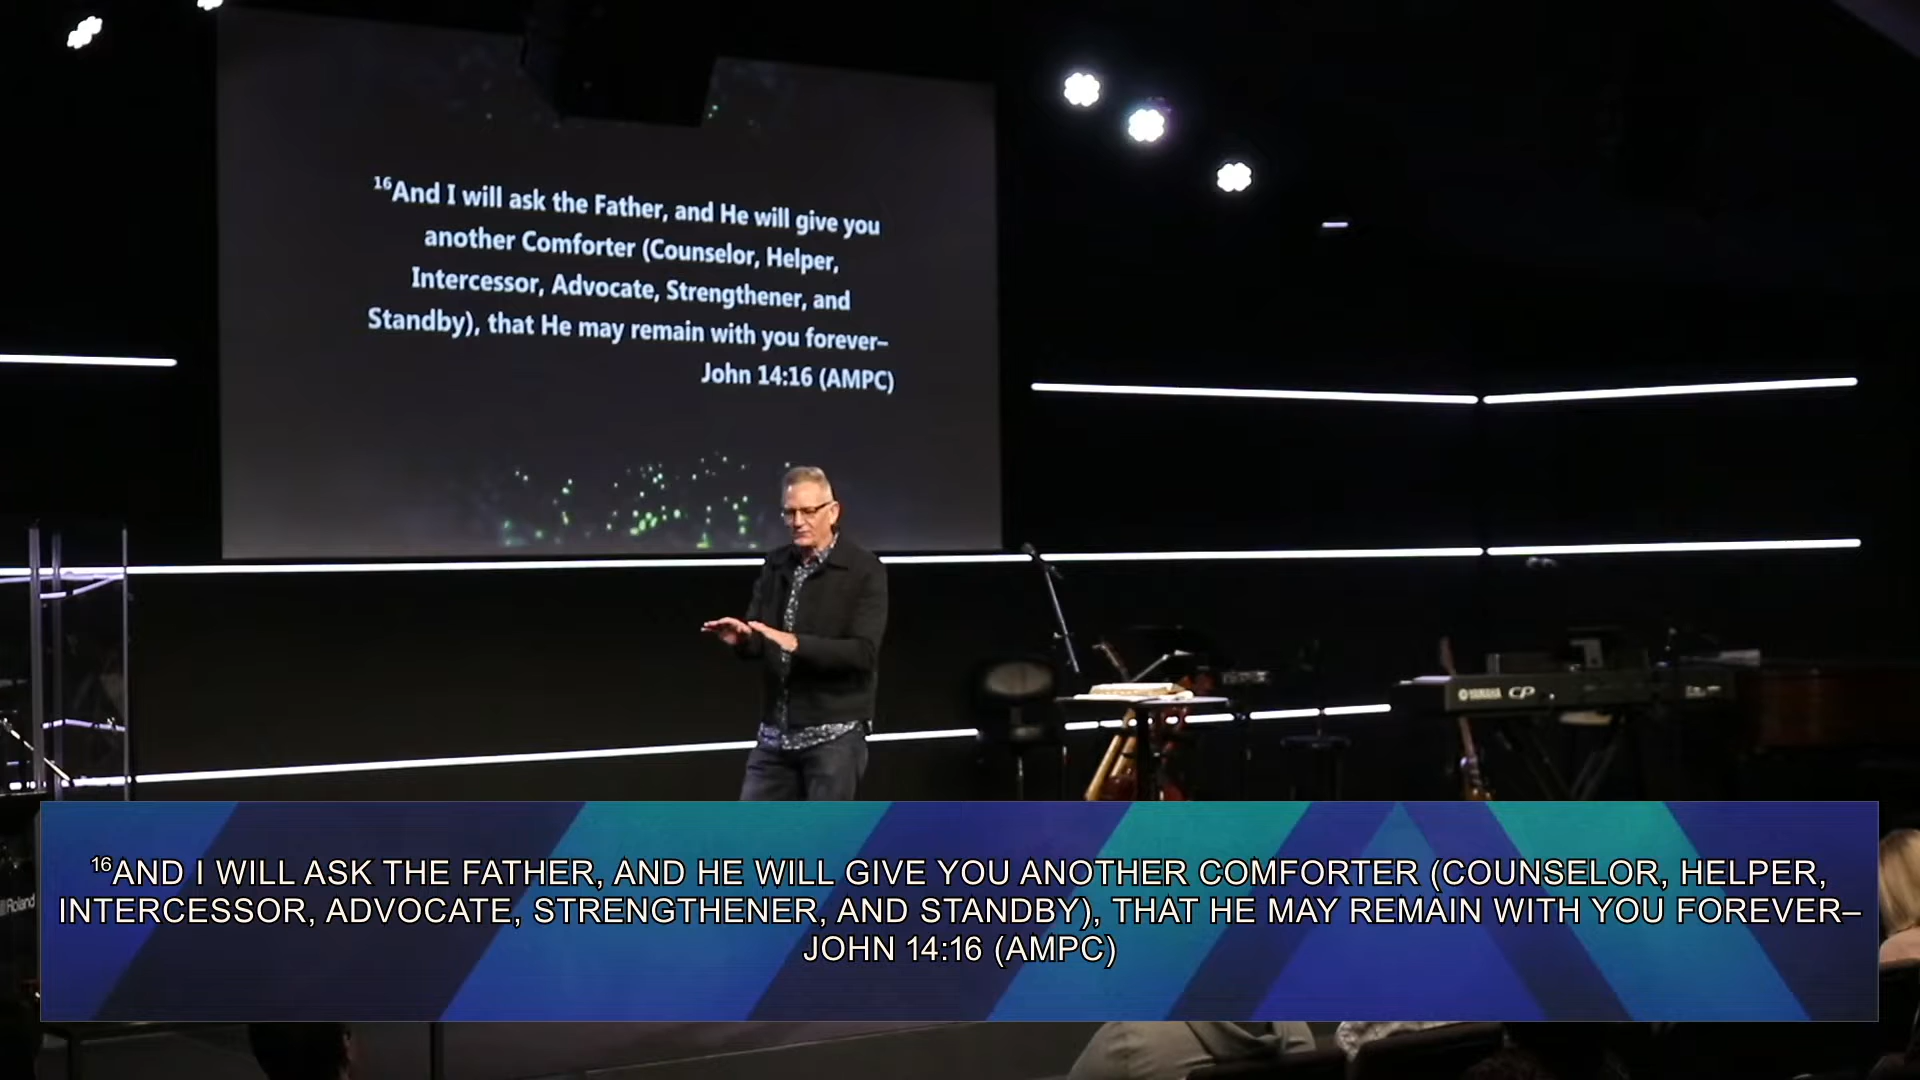 ¹⁶And I will ask the Father, and He will give you
another Comforter (Counselor, Helper,
Intercessor, Advocate, Strengthener, and
Standby), that He may remain with you forever–
John 14:16 (AMPC)
YAMAHA CP
Roland
¹⁶AND I WILL ASK THE FATHER, AND HE WILL GIVE YOU ANOTHER COMFORTER (COUNSELOR, HELPER,
INTERCESSOR, ADVOCATE, STRENGTHENER, AND STANDBY), THAT HE MAY REMAIN WITH YOU FOREVER–
JOHN 14:16 (AMPC)